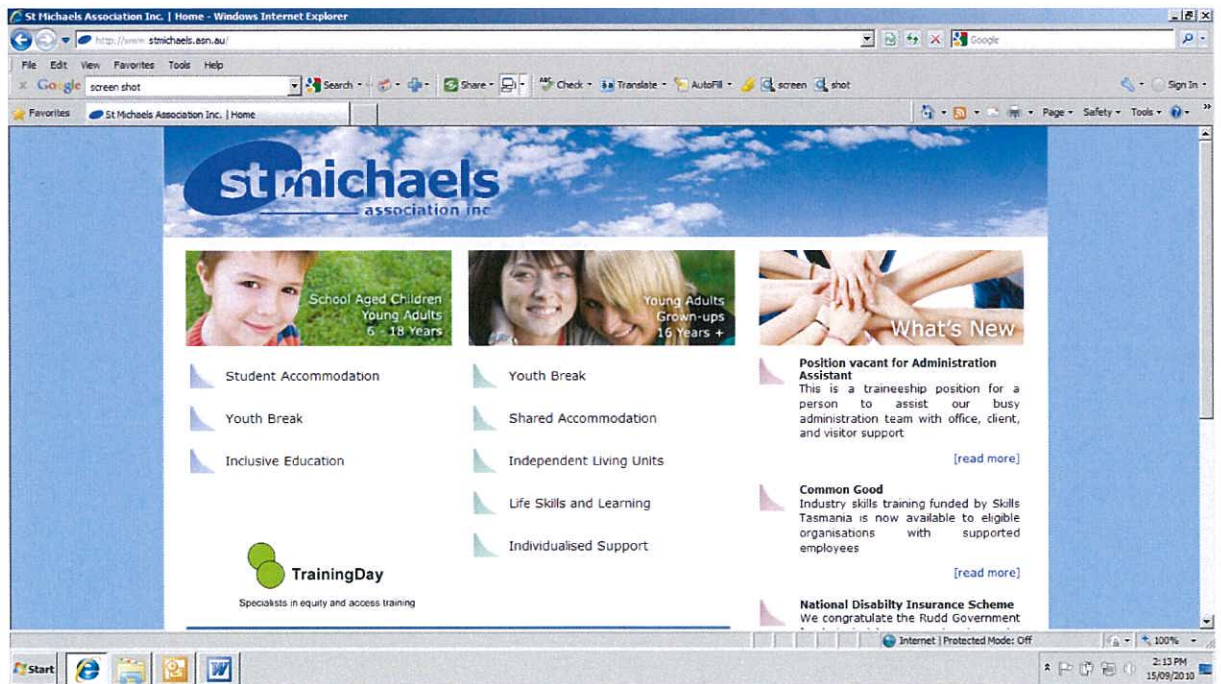 St Michaels Association Inc. | Home - Windows Internet Explorer
http://www.stmichaels.asn.au/
Google
File Edit View Favorites Tools Help
x Google screen shot Search Share Check Translate AutoFill screen shot Sign In
Favorites St Michaels Association Inc. | Home Page Safety Tools
st michaels
association inc
School Aged Children
Young Adults
6 - 18 Years
Student Accommodation
Youth Break
Inclusive Education
TrainingDay
Specialists in equity and access training
Young Adults
Grown-ups
16 Years +
Youth Break
Shared Accommodation
Independent Living Units
Life Skills and Learning
Individualised Support
What's New
Position vacant for Administration
Assistant
This is a traineeship position for a
person to assist our busy
administration team with office, client,
and visitor support
[read more]
Common Good
Industry skills training funded by Skills
Tasmania is now available to eligible
organisations with supported
employees
[read more]
National Disabilty Insurance Scheme
We congratulate the Rudd Government
Internet | Protected Mode: Off 100%
Start
2:13 PM
15/09/2010